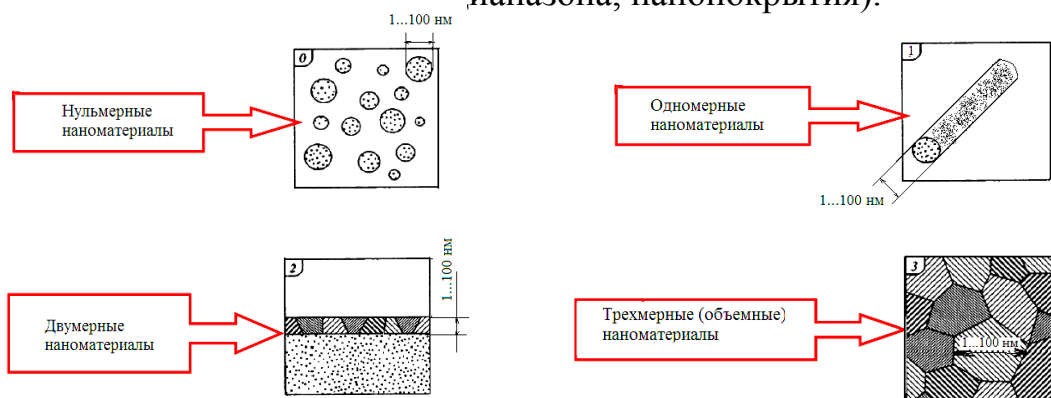 нанопокрытия).
1...100 нм
0
Нульмерные
наноматериалы
1
Одномерные
наноматериалы
1...100 нм
2
1...100 нм
Двумерные
наноматериалы
3
Трехмерные (объемные)
наноматериалы
1...100 нм